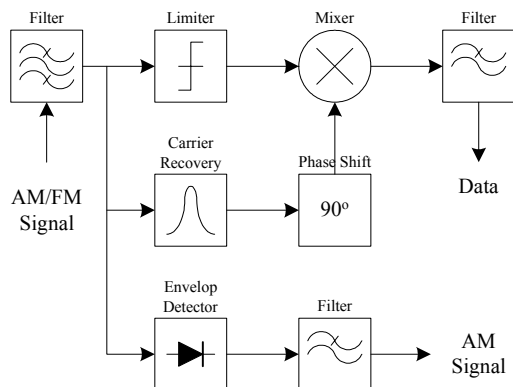 Filter
Limiter
Mixer
Filter
Carrier
Recovery
Phase Shift
90º
AM/FM
Signal
Data
Envelop
Detector
Filter
AM
Signal